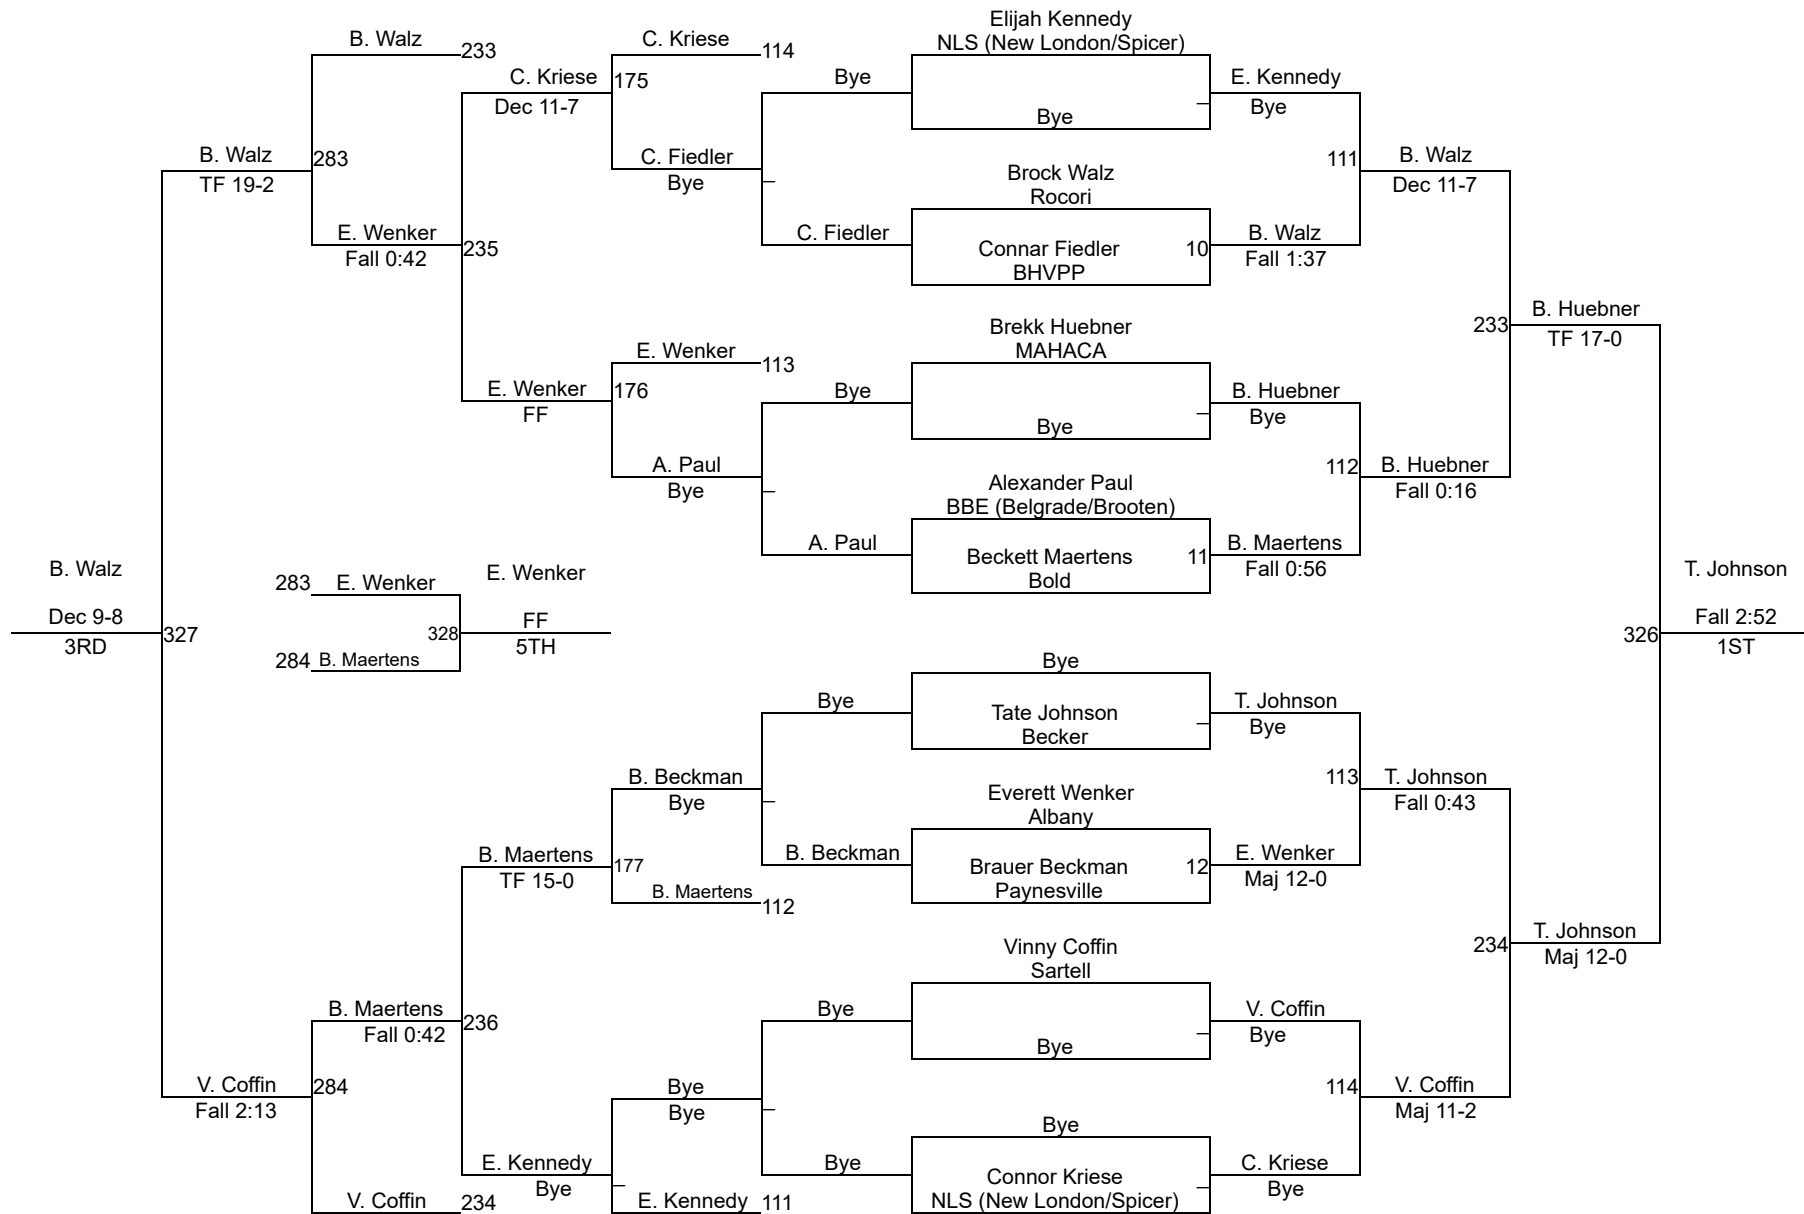 Elijah Kennedy
B. Walz
233
C. Kriese
114
NLS (New London/Spicer)
C. Kriese
175
Bye
E. Kennedy
Dec 11-7
Bye
Bye
B. Walz
283
C. Fiedler
Brock Walz
111
B. Walz
TF 19-2
Bye
Rocori
Dec 11-7
E. Wenker
235
C. Fiedler
Connar Fiedler
10
B. Walz
Fall 0:42
BHVPP
Fall 1:37
Brekk Huebner
233
B. Huebner
E. Wenker
113
MAHACA
TF 17-0
E. Wenker
176
Bye
B. Huebner
FF
Bye
Bye
A. Paul
Alexander Paul
112
B. Huebner
Bye
BBE (Belgrade/Brooten)
Fall 0:16
A. Paul
Beckett Maertens
11
B. Maertens
B. Walz
283
E. Wenker
E. Wenker
Bold
Fall 0:56
T. Johnson
Dec 9-8
327
328
FF
326
Fall 2:52
3RD
284
B. Maertens
5TH
Bye
1ST
Bye
Tate Johnson
T. Johnson
Becker
Bye
B. Beckman
Everett Wenker
113
T. Johnson
Bye
Albany
Fall 0:43
B. Maertens
177
B. Beckman
Brauer Beckman
12
E. Wenker
TF 15-0
B. Maertens
112
Paynesville
Maj 12-0
Vinny Coffin
234
T. Johnson
Sartell
Maj 12-0
B. Maertens
236
Bye
V. Coffin
Fall 0:42
Bye
Bye
V. Coffin
284
Bye
114
V. Coffin
Fall 2:13
Bye
Bye
Maj 11-2
E. Kennedy
Bye
Connor Kriese
C. Kriese
Bye
V. Coffin
234
E. Kennedy
111
NLS (New London/Spicer)
Bye